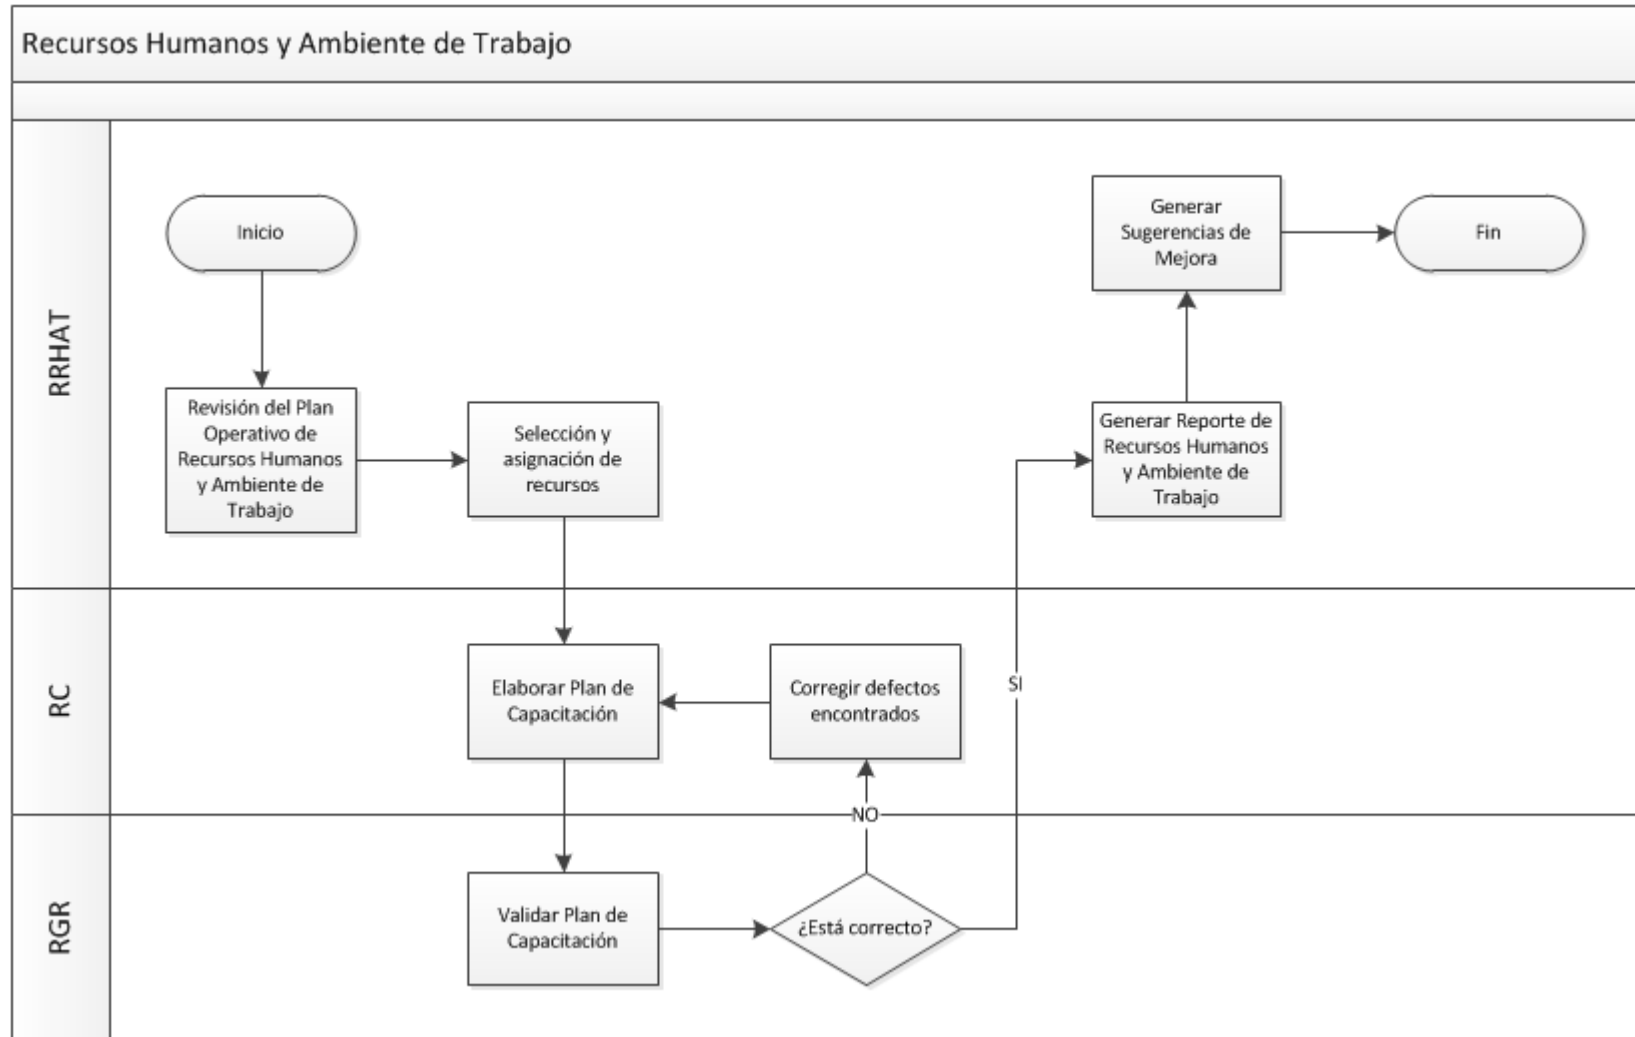 Recursos Humanos y Ambiente de Trabajo
RRHAT
Inicio
Revisión del Plan
Operativo de
Recursos Humanos
y Ambiente de
Trabajo
Selección y
asignación de
recursos
Generar
Sugerencias de
Mejora
Fin
Generar Reporte de
Recursos Humanos
y Ambiente de
Trabajo
RC
Elaborar Plan de
Capacitación
Corregir defectos
encontrados
SI
NO
RGR
Validar Plan de
Capacitación
¿Está correcto?